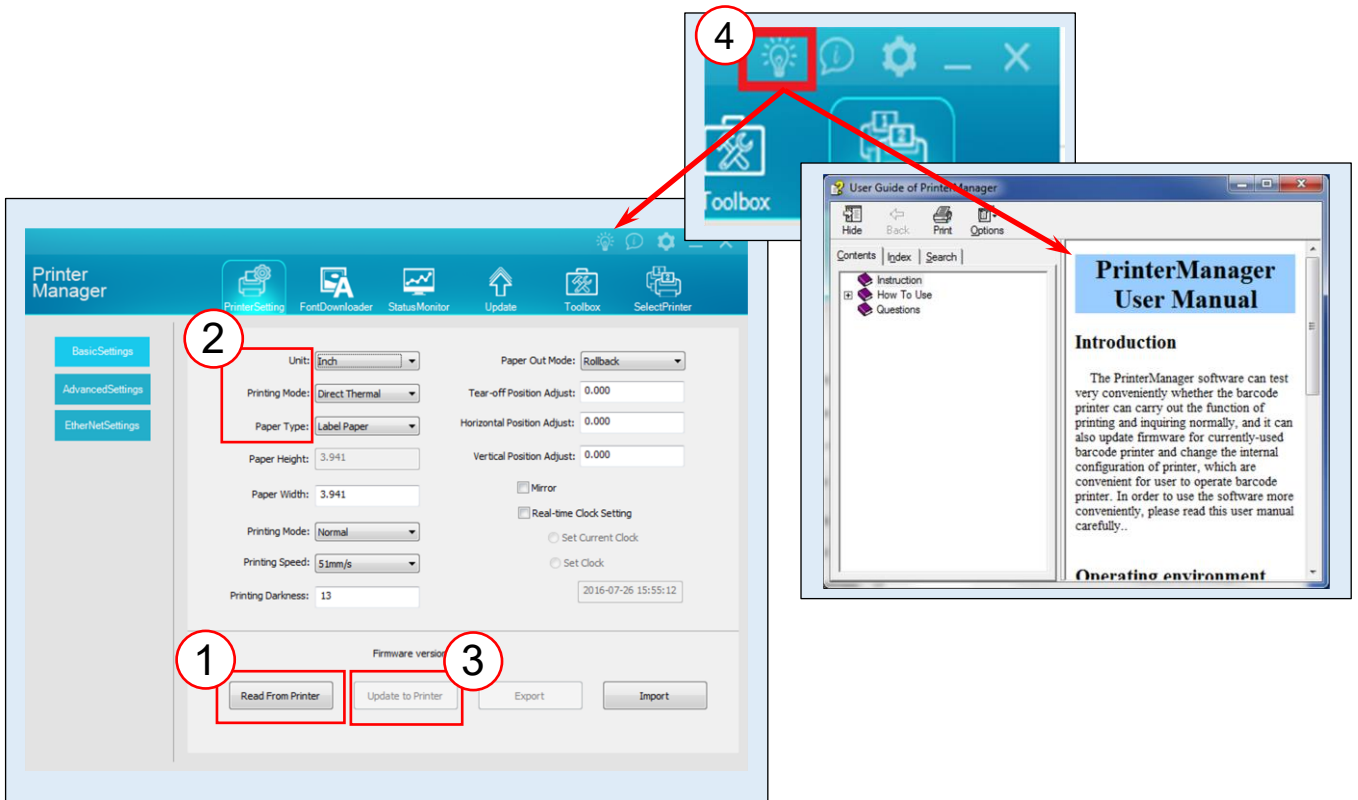 4
Toolbox
1
2
User Guide of PrinterManager
Hide Back Print Options
Contents Index Search
Instruction
How To Use
Questions
PrinterManager
User Manual
Introduction
The PrinterManager software can test
very conveniently whether the barcode
printer can carry out the function of
printing and inquiring normally, and it can
also update firmware for currently-used
barcode printer and change the internal
configuration of printer, which are
convenient for user to operate barcode
printer. In order to use the software more
conveniently, please read this user manual
carefully..
Operating environment
Printer
Manager
PrinterSetting FontDownloader StatusMonitor Update Toolbox SelectPrinter
BasicSettings
AdvancedSettings
EtherNetSettings
2
Unit: Inch
Paper Out Mode: Rollback
Printing Mode: Direct Thermal
Tear-off Position Adjust: 0.000
Paper Type: Label Paper
Horizontal Position Adjust: 0.000
Paper Height: 3.941
Vertical Position Adjust: 0.000
Paper Width: 3.941
Mirror
Real-time Clock Setting
Printing Mode: Normal
Set Current Clock
Printing Speed: 51mm/s
Set Clock
Printing Darkness: 13
2016-07-26 15:55:12
1
Firmware version
3
Read From Printer Update to Printer Export Import